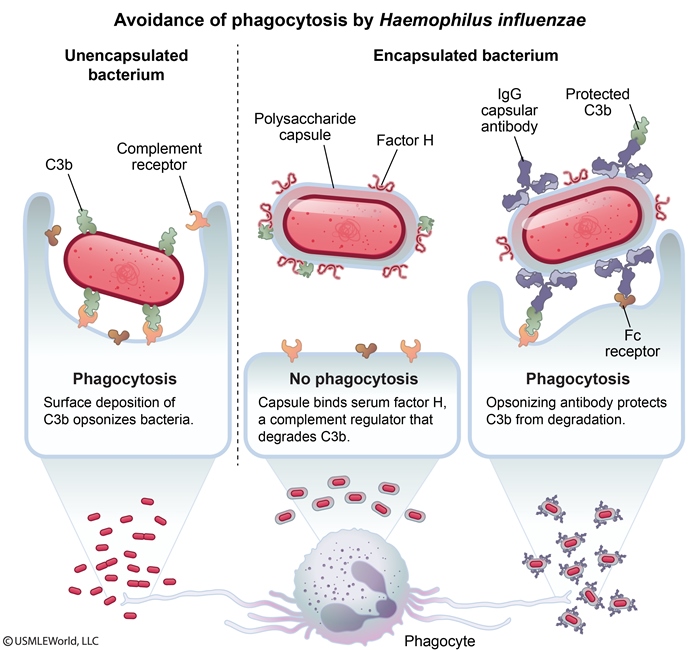 Avoidance of phagocytosis by Haemophilus influenzae
Unencapsulated
bacterium
Encapsulated bacterium
C3b
Complement
receptor
Polysaccharide
capsule
Factor H
IgG
capsular
antibody
Protected
C3b
Fc
receptor
Phagocytosis
Surface deposition of
C3b opsonizes bacteria.
No phagocytosis
Capsule binds serum factor H,
a complement regulator that
degrades C3b.
Phagocytosis
Opsonizing antibody protects
C3b from degradation.
Phagocyte
© USMLEWorld, LLC